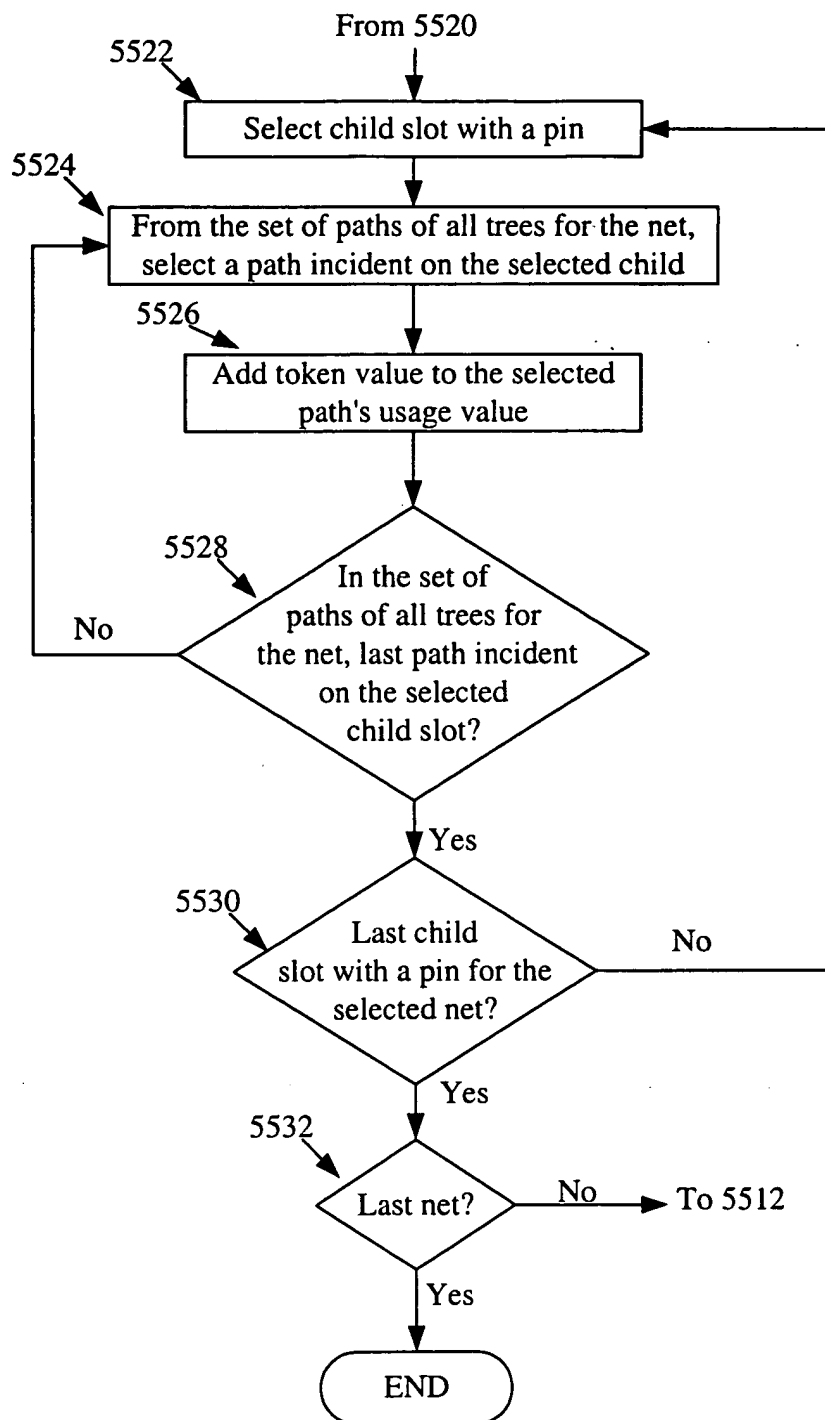 From 5520
5522
Select child slot with a pin
5524
From the set of paths of all trees for the net,
select a path incident on the selected child
5526
Add token value to the selected
path's usage value
5528
In the set of
paths of all trees for
the net, last path incident
on the selected
child slot?
No
Yes
5530
Last child
slot with a pin for the
selected net?
No
Yes
5532
Last net?
No
To 5512
Yes
END